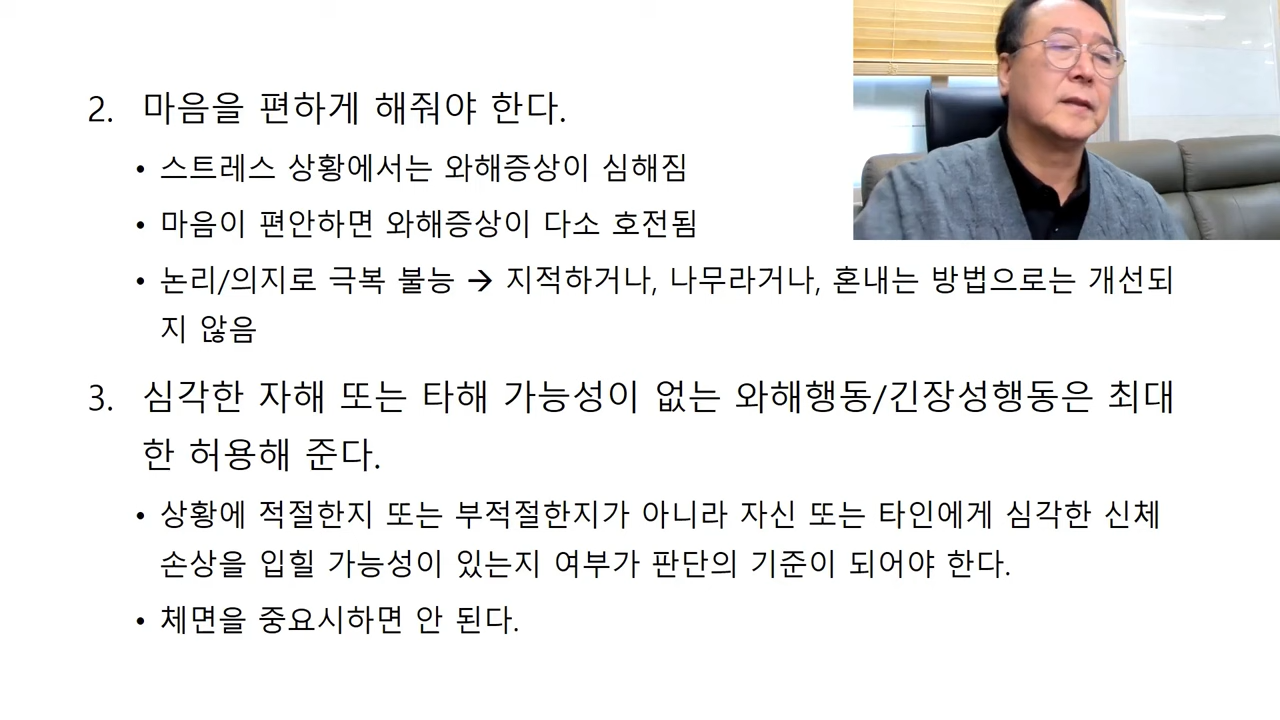 2. 마음을 편하게 해줘야 한다.
• 스트레스 상황에서는 와해증상이 심해짐
• 마음이 편안하면 와해증상이 다소 호전됨
• 논리/의지로 극복 불능 → 지적하거나, 나무라거나, 혼내는 방법으로는 개선되
지 않음
3. 심각한 자해 또는 타해 가능성이 없는 와해행동/긴장성행동은 최대
한 허용해 준다.
• 상황에 적절한지 또는 부적절한지가 아니라 자신 또는 타인에게 심각한 신체
손상을 입힐 가능성이 있는지 여부가 판단의 기준이 되어야 한다.
• 체면을 중요시하면 안 된다.